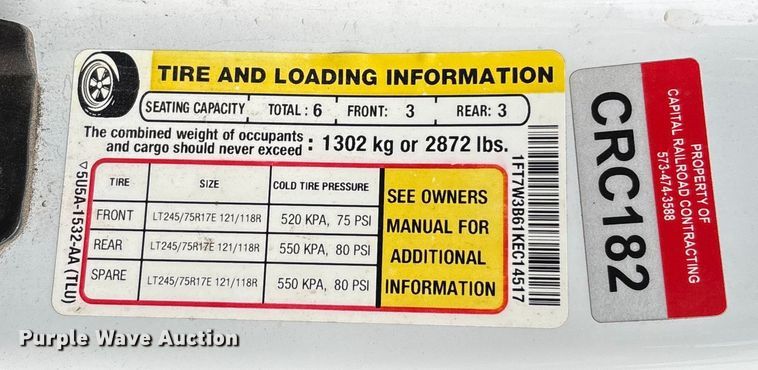 TIRE AND LOADING INFORMATION
SEATING CAPACITY TOTAL: 6 FRONT: 3 REAR: 3
The combined weight of occupants
and cargo should never exceed : 1302 kg or 2872 lbs.
TIRE SIZE COLD TIRE PRESSURE
FRONT LT245/75R17E 121/118R 520 KPA, 75 PSI
REAR LT245/75R17E 121/118R 550 KPA, 80 PSI
SPARE LT245/75R17E 121/118R 550 KPA, 80 PSI
SEE OWNERS
MANUAL FOR
ADDITIONAL
INFORMATION
5U5A-1532-AA (TLU)
1FT7W3B61KEC14517
CRC182
PROPERTY OF
CAPITAL RAILROAD CONTRACTING
573-474-3588
Purple Wave Auction